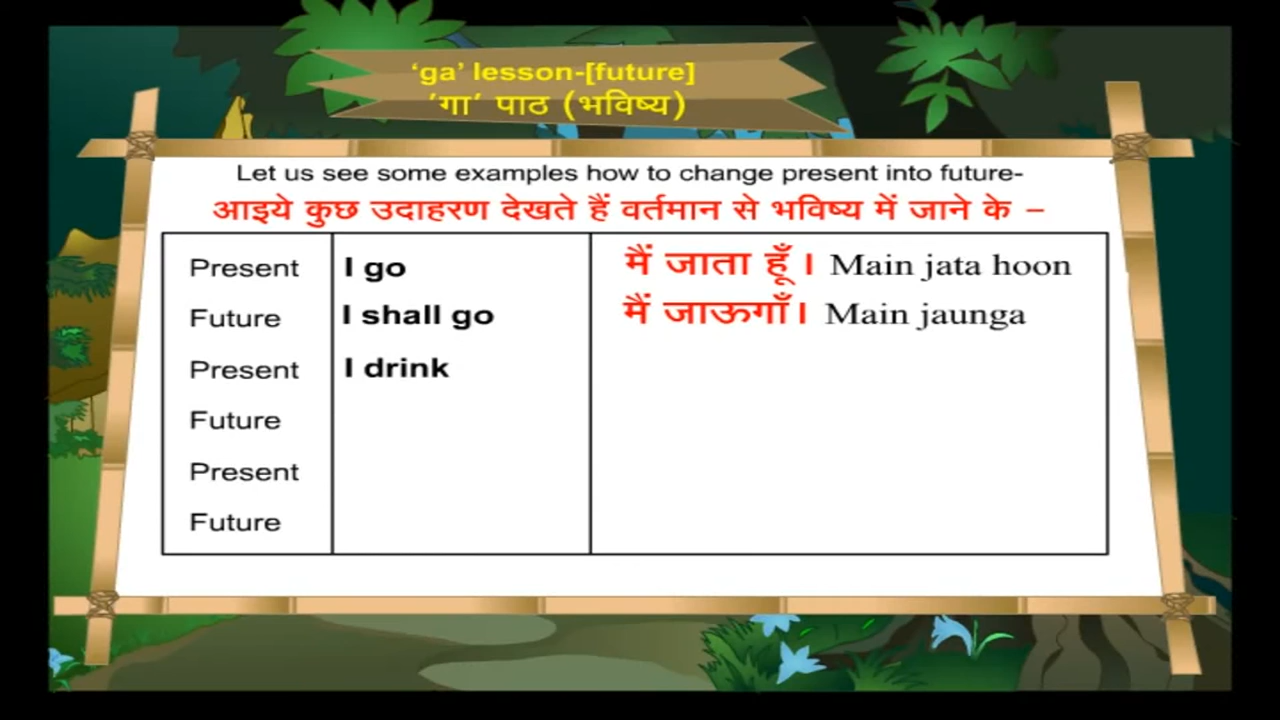 ‘ga’ lesson-[future]
‘गा’ पाठ (भविष्य)
Let us see some examples how to change present into future-
आइये कुछ उदाहरण देखते हैं वर्तमान से भविष्य में जाने के –
Present I go मैं जाता हूँ। Main jata hoon
Future I shall go मैं जाऊगाँ। Main jaunga
Present I drink
Future
Present
Future